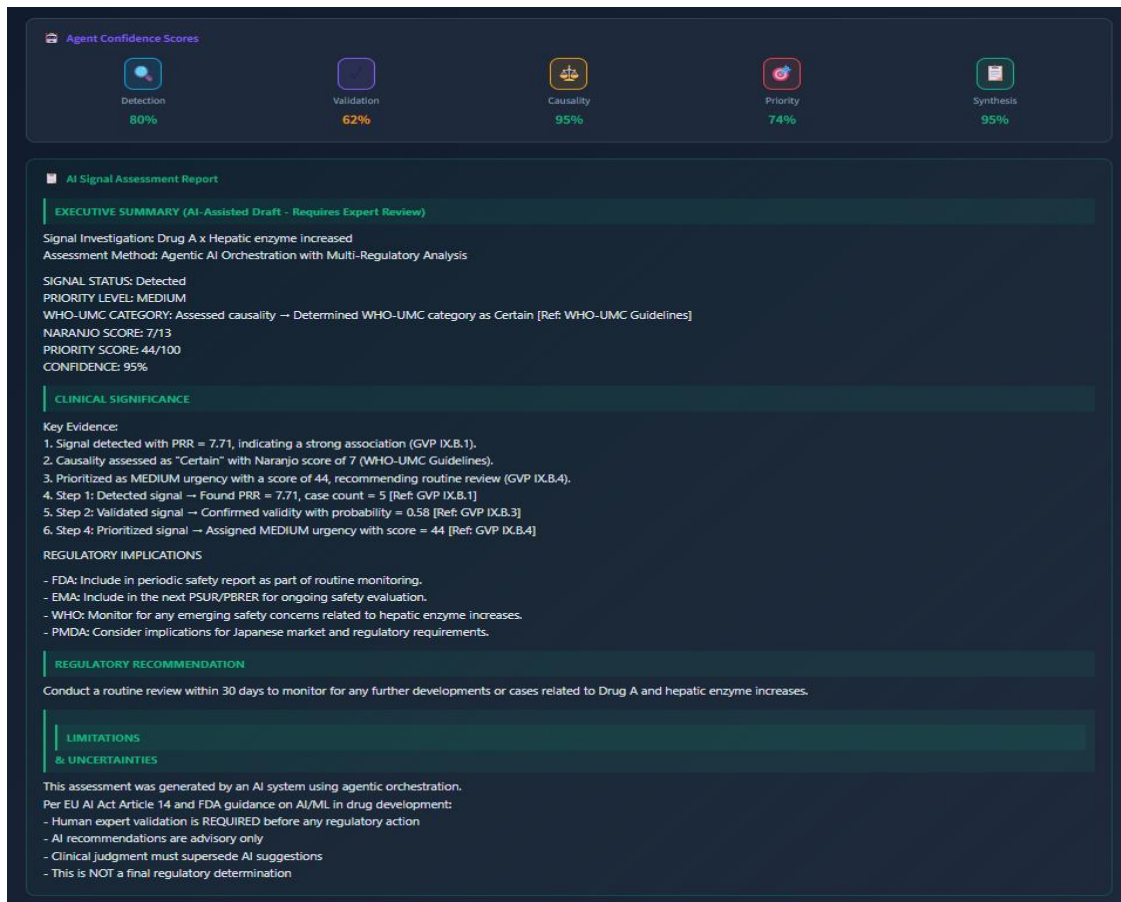 Agent Confidence Scores
Detection
Validation
Causality
Priority
Synthesis
80%
62%
95%
74%
95%
AI Signal Assessment Report
EXECUTIVE SUMMARY (AI-Assisted Draft - Requires Expert Review)
Signal Investigation: Drug A x Hepatic enzyme increased
Assessment Method: Agentic AI Orchestration with Multi-Regulatory Analysis
SIGNAL STATUS: Detected
PRIORITY LEVEL: MEDIUM
WHO-UMC CATEGORY: Assessed causality → Determined WHO-UMC category as Certain [Ref: WHO-UMC Guidelines]
NARANJO SCORE: 7/13
PRIORITY SCORE: 44/100
CONFIDENCE: 95%
CLINICAL SIGNIFICANCE
Key Evidence:
1. Signal detected with PRR = 7.71, indicating a strong association (GVP IX.B.1).
2. Causality assessed as "Certain" with Naranjo score of 7 (WHO-UMC Guidelines).
3. Prioritized as MEDIUM urgency with a score of 44, recommending routine review (GVP IX.B.4).
4. Step 1: Detected signal → Found PRR = 7.71, case count = 5 [Ref: GVP IX.B.1]
5. Step 2: Validated signal → Confirmed validity with probability = 0.58 [Ref: GVP IX.B.3]
6. Step 4: Prioritized signal → Assigned MEDIUM urgency with score = 44 [Ref: GVP IX.B.4]
REGULATORY IMPLICATIONS
- FDA: Include in periodic safety report as part of routine monitoring.
- EMA: Include in the next PSUR/PBRER for ongoing safety evaluation.
- WHO: Monitor for any emerging safety concerns related to hepatic enzyme increases.
- PMDA: Consider implications for Japanese market and regulatory requirements.
REGULATORY RECOMMENDATION
Conduct a routine review within 30 days to monitor for any further developments or cases related to Drug A and hepatic enzyme increases.
LIMITATIONS
& UNCERTAINTIES
This assessment was generated by an AI system using agentic orchestration.
Per EU AI Act Article 14 and FDA guidance on AI/ML in drug development:
- Human expert validation is REQUIRED before any regulatory action
- AI recommendations are advisory only
- Clinical judgment must supersede AI suggestions
- This is NOT a final regulatory determination